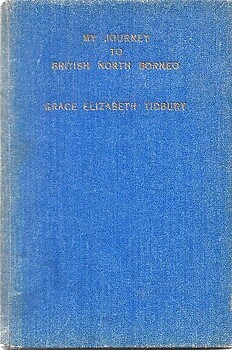 MY JOURNEY
TO
BRITISH NORTH BORNEO
GRACE ELIZABETH TIDBURY